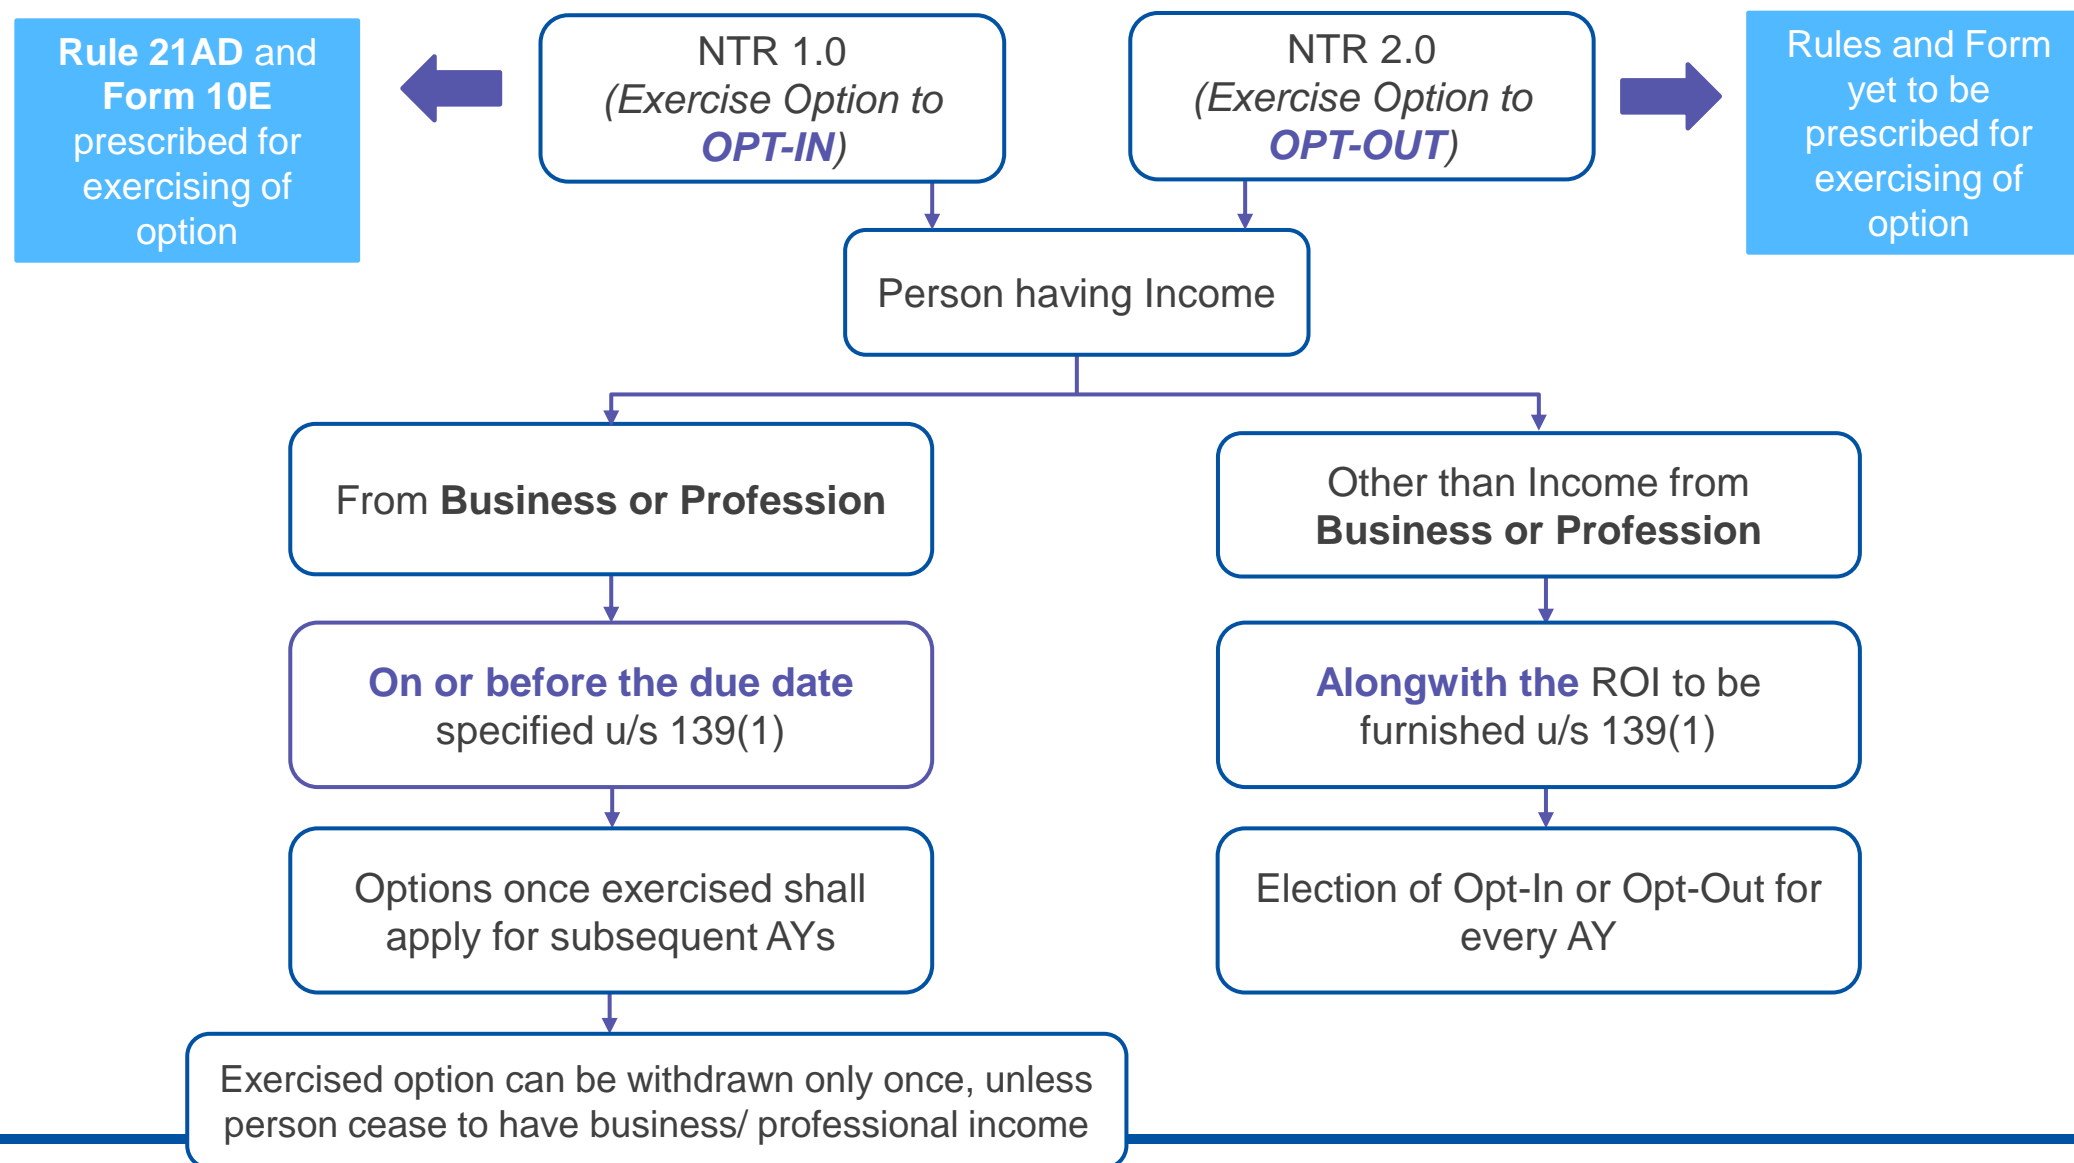 Rule 21AD and
Form 10E
prescribed for
exercising of
option
NTR 1.0
(Exercise Option to
OPT-IN)
NTR 2.0
(Exercise Option to
OPT-OUT)
Rules and Form
yet to be
prescribed for
exercising of
option
Person having Income
From Business or Profession
Other than Income from
Business or Profession
On or before the due date
specified u/s 139(1)
Alongwith the ROI to be
furnished u/s 139(1)
Options once exercised shall
apply for subsequent AYs
Election of Opt-In or Opt-Out for
every AY
Exercised option can be withdrawn only once, unless
person cease to have business/ professional income